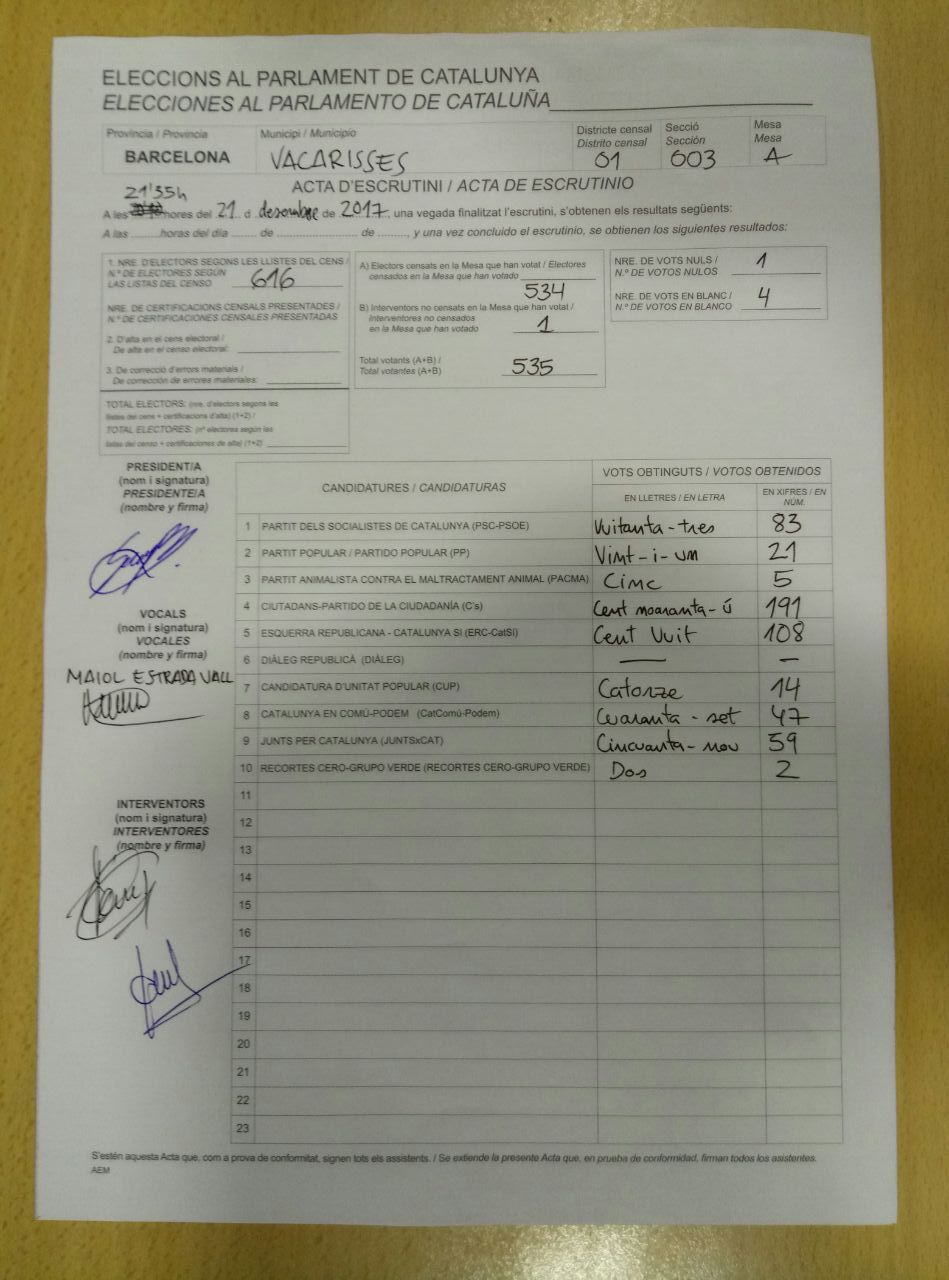 ELECCIONS AL PARLAMENT DE CATALUNYA
ELECCIONES AL PARLAMENTO DE CATALUÑA
Província / Provincia
BARCELONA
Municipi / Municipio
VACARISSES
Districte censal
Distrito censal
01
Secció
Sección
003
Mesa
Mesa
A
ACTA D'ESCRUTINI / ACTA DE ESCRUTINIO
21'35h
A les hores del 21 d desembre de 2017, una vegada finalitzat l'escrutini, s'obtenen els resultats següents:
A las ......... horas del día ......... de ......................... de ........., y una vez concluido el escrutinio, se obtienen los siguientes resultados:
1. NRE. D'ELECTORS SEGONS LES LLISTES DEL CENS /
N.º DE ELECTORES SEGÚN
LAS LISTAS DEL CENSO 616
NRE. DE CERTIFICACIONS CENSALS PRESENTADES /
N.º DE CERTIFICACIONES CENSALES PRESENTADAS
2. D'alta en el cens electoral /
De alta en el censo electoral:
3. De correcció d'errors materials /
De corrección de errores materiales:
TOTAL ELECTORS: (nre. d'electors segons les
llistes del cens + certificacions d'alta) (1+2) /
TOTAL ELECTORES: (nº electores según las
listas del censo + certificaciones de alta) (1+2)
A) Electors censats en la Mesa que han votat / Electores
censados en la Mesa que han votado
534
B) Interventors no censats en la Mesa que han votat /
Interventores no censados
en la Mesa que han votado 1
Total votants (A+B) /
Total votantes (A+B) 535
NRE. DE VOTS NULS /
N.º DE VOTOS NULOS 1
NRE. DE VOTS EN BLANC /
N.º DE VOTOS EN BLANCO 4
PRESIDENT/A
(nom i signatura)
PRESIDENTE/A
(nombre y firma)
VOCALS
(nom i signatura)
VOCALES
(nombre y firma)
MAIOL ESTRADA VALL
INTERVENTORS
(nom i signatura)
INTERVENTORES
(nombre y firma)
CANDIDATURES / CANDIDATURAS
VOTS OBTINGUTS / VOTOS OBTENIDOS
EN LLETRES / EN LETRA
EN XIFRES / EN NÚM.
1 PARTIT DELS SOCIALISTES DE CATALUNYA (PSC-PSOE) Vuitanta-tres 83
2 PARTIT POPULAR / PARTIDO POPULAR (PP) Vint-i-un 21
3 PARTIT ANIMALISTA CONTRA EL MALTRACTAMENT ANIMAL (PACMA) Cinc 5
4 CIUTADANS-PARTIDO DE LA CIUDADANÍA (C's) Cent noranta-ú 191
5 ESQUERRA REPUBLICANA - CATALUNYA SI (ERC-CatSí) Cent Vuit 108
6 DIÀLEG REPUBLICÀ (DIÀLEG) — —
7 CANDIDATURA D'UNITAT POPULAR (CUP) Catorze 14
8 CATALUNYA EN COMÚ-PODEM (CatComú-Podem) Cuaranta-set 47
9 JUNTS PER CATALUNYA (JUNTSxCAT) Cincuanta-nou 59
10 RECORTES CERO-GRUPO VERDE (RECORTES CERO-GRUPO VERDE) Dos 2
11
12
13
14
15
16
17
18
19
20
21
22
23
S'estén aquesta Acta que, com a prova de conformitat, signen tots els assistents. / Se extiende la presente Acta que, en prueba de conformidad, firman todos los asistentes.
AEM